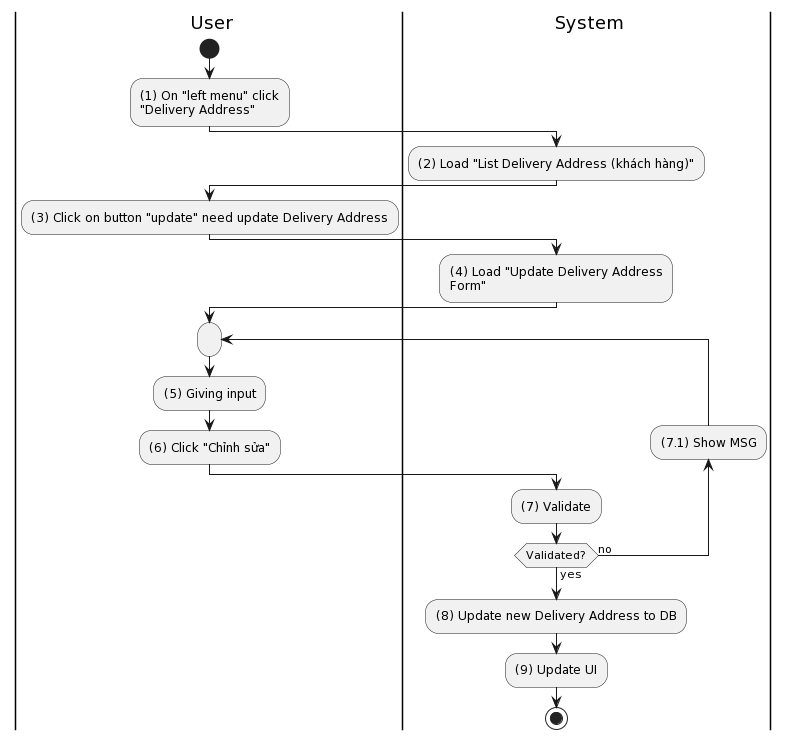 User
System
(1) On "left menu" click
"Delivery Address"
(2) Load "List Delivery Address (khách hàng)"
(3) Click on button "update" need update Delivery Address
(4) Load "Update Delivery Address
Form"
(5) Giving input
(6) Click "Chỉnh sửa"
(7.1) Show MSG
(7) Validate
Validated?
no
yes
(8) Update new Delivery Address to DB
(9) Update UI